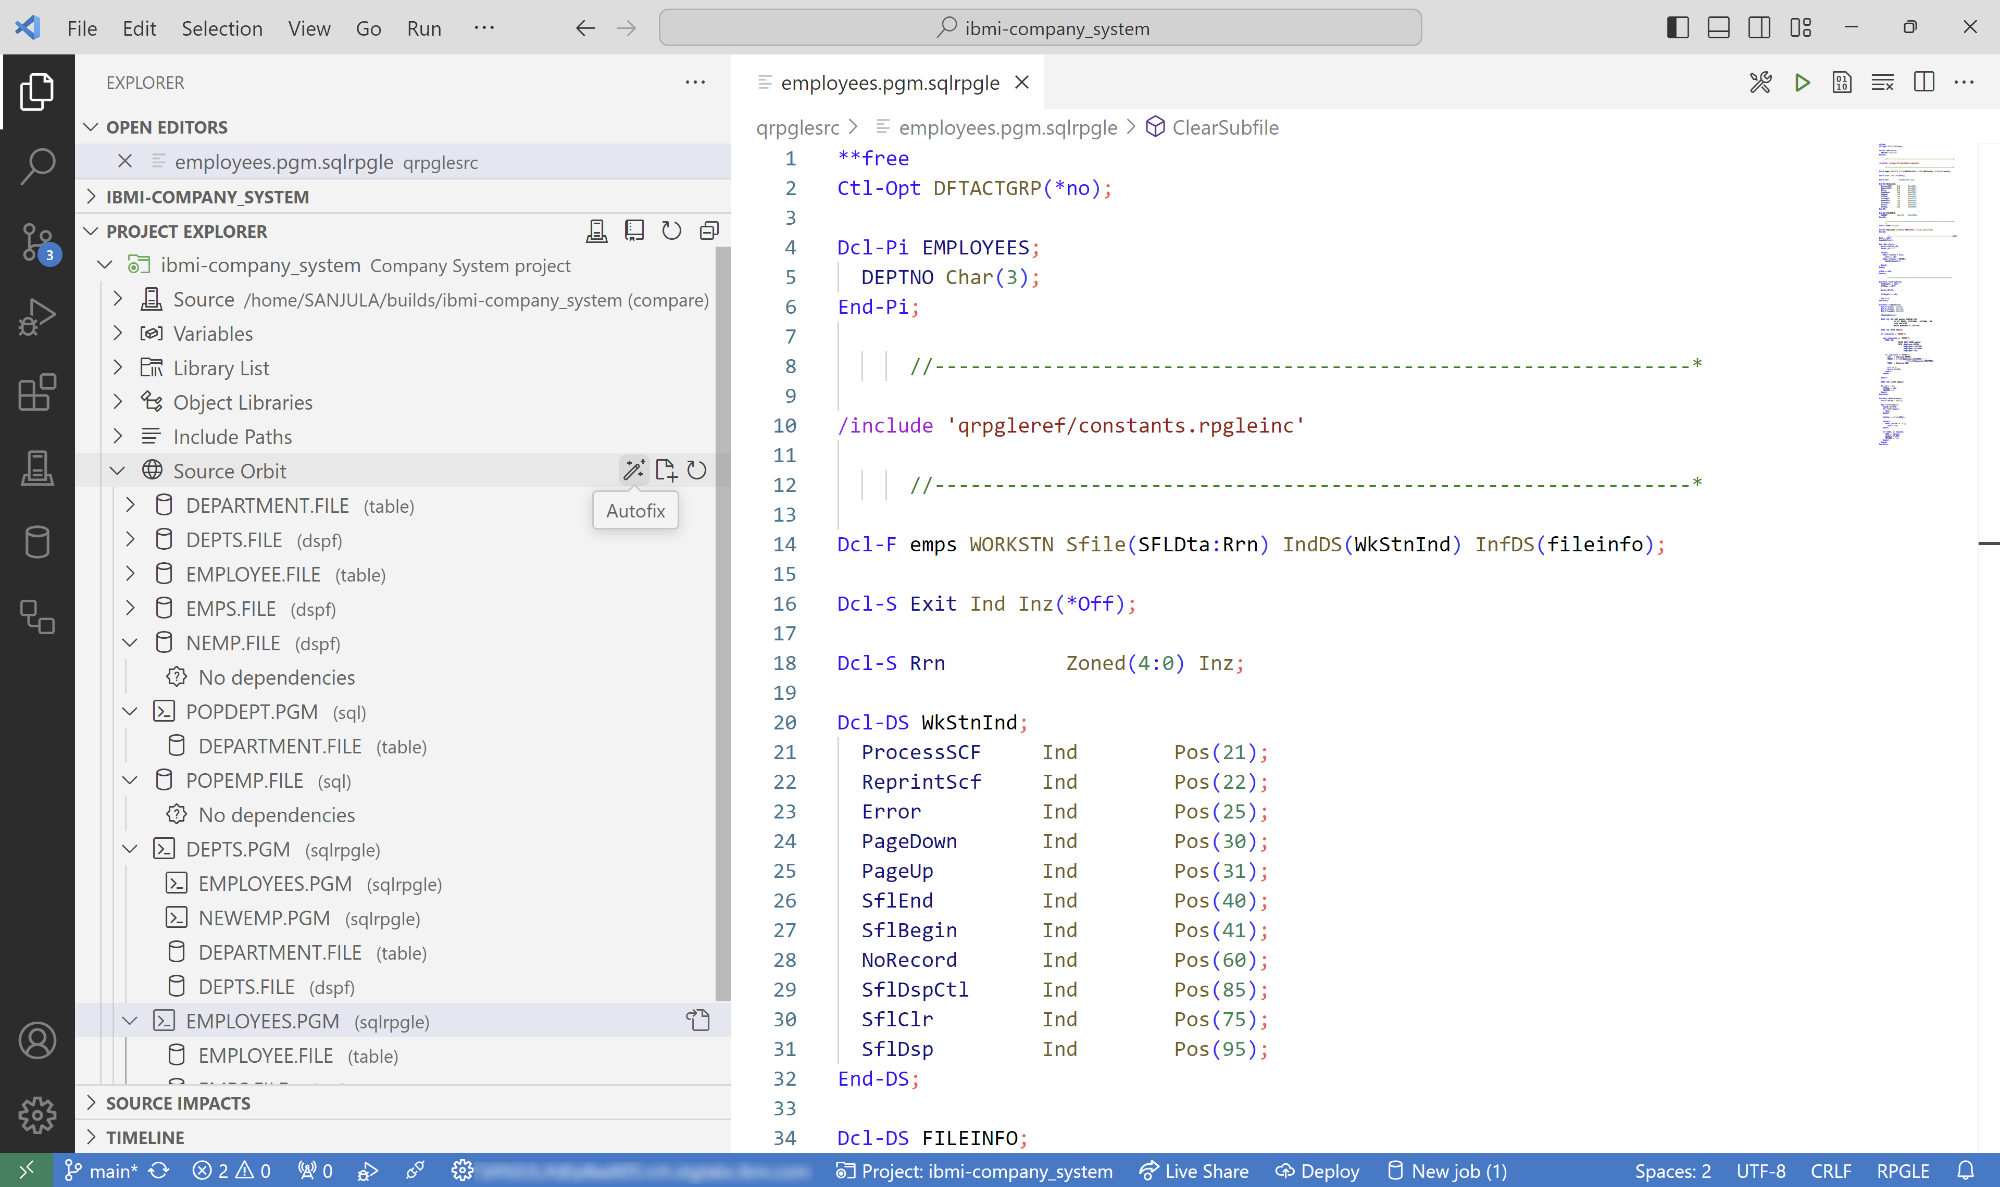 File Edit Selection View Go Run ···
ibmi-company_system
EXPLORER
OPEN EDITORS
employees.pgm.sqlrpgle qrpglesrc
IBMI-COMPANY_SYSTEM
PROJECT EXPLORER
ibmi-company_system Company System project
Source /home/SANJULA/builds/ibmi-company_system (compare)
Variables
Library List
Object Libraries
Include Paths
Source Orbit
Autofix
DEPARTMENT.FILE (table)
DEPTS.FILE (dspf)
EMPLOYEE.FILE (table)
EMPS.FILE (dspf)
NEMP.FILE (dspf)
No dependencies
POPDEPT.PGM (sql)
DEPARTMENT.FILE (table)
POPEMP.FILE (sql)
No dependencies
DEPTS.PGM (sqlrpgle)
EMPLOYEES.PGM (sqlrpgle)
NEWEMP.PGM (sqlrpgle)
DEPARTMENT.FILE (table)
DEPTS.FILE (dspf)
EMPLOYEES.PGM (sqlrpgle)
EMPLOYEE.FILE (table)
SOURCE IMPACTS
TIMELINE
3
employees.pgm.sqlrpgle
qrpglesrc > employees.pgm.sqlrpgle > ClearSubfile
1 **free
2 Ctl-Opt DFTACTGRP(*no);
3
4 Dcl-Pi EMPLOYEES;
5 DEPTNO Char(3);
6 End-Pi;
7
8 //---------------------------------------------------------------*
9
10 /include 'qrpgleref/constants.rpgleinc'
11
12 //---------------------------------------------------------------*
13
14 Dcl-F emps WORKSTN Sfile(SFLDta:Rrn) IndDS(WkStnInd) InfDS(fileinfo);
15
16 Dcl-S Exit Ind Inz(*Off);
17
18 Dcl-S Rrn Zoned(4:0) Inz;
19
20 Dcl-DS WkStnInd;
21 ProcessSCF Ind Pos(21);
22 ReprintScf Ind Pos(22);
23 Error Ind Pos(25);
24 PageDown Ind Pos(30);
25 PageUp Ind Pos(31);
26 SflEnd Ind Pos(40);
27 SflBegin Ind Pos(41);
28 NoRecord Ind Pos(60);
29 SflDspCtl Ind Pos(85);
30 SflClr Ind Pos(75);
31 SflDsp Ind Pos(95);
32 End-DS;
33
34 Dcl-DS FILEINFO;
main* 2 0 0 Project: ibmi-company_system Live Share Deploy New job (1) Spaces: 2 UTF-8 CRLF RPGLE